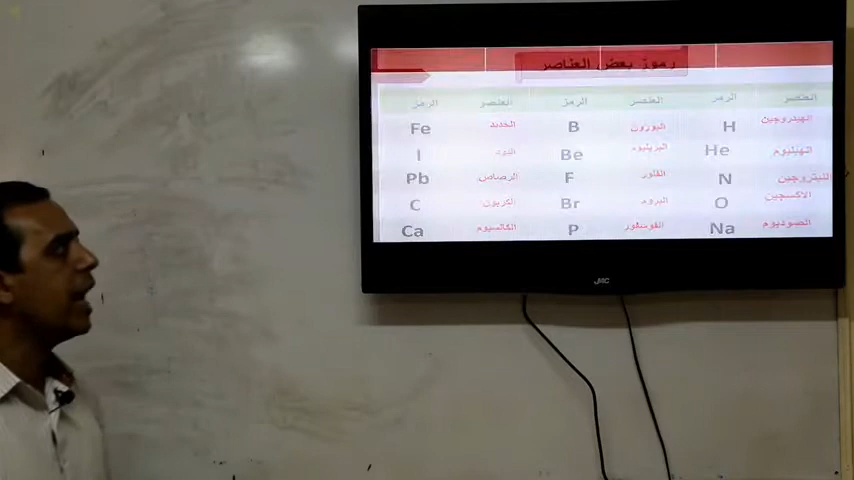 رموز بعض العناصر
العنصر الرمز العنصر الرمز العنصر الرمز
الهيدروجين H البورون B الحديد Fe
الهيليوم He البريليوم Be اليود I
النيتروجين N الفلور F الرصاص Pb
الاكسجين O البروم Br الكربون C
الصوديوم Na الفوسفور P الكالسيوم Ca
JAC